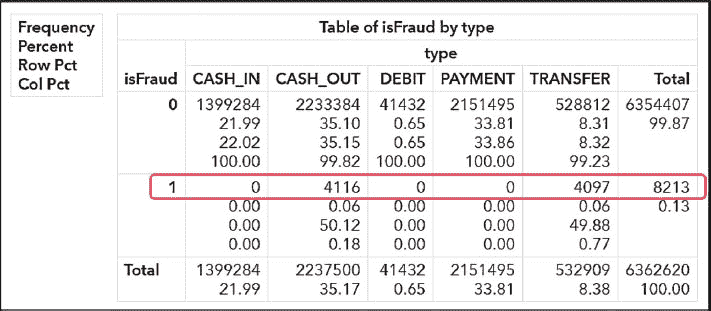 Frequency
Percent
Row Pct
Col Pct
Table of isFraud by type
type
isFraud CASH_IN CASH_OUT DEBIT PAYMENT TRANSFER Total
0 1399284 2233384 41432 2151495 528812 6354407
21.99 35.10 0.65 33.81 8.31 99.87
22.02 35.15 0.65 33.86 8.32
100.00 99.82 100.00 100.00 99.23
1 0 4116 0 0 4097 8213
0.00 0.06 0.00 0.00 0.06 0.13
0.00 50.12 0.00 0.00 49.88
0.00 0.18 0.00 0.00 0.77
Total 1399284 2237500 41432 2151495 532909 6362620
21.99 35.17 0.65 33.81 8.38 100.00